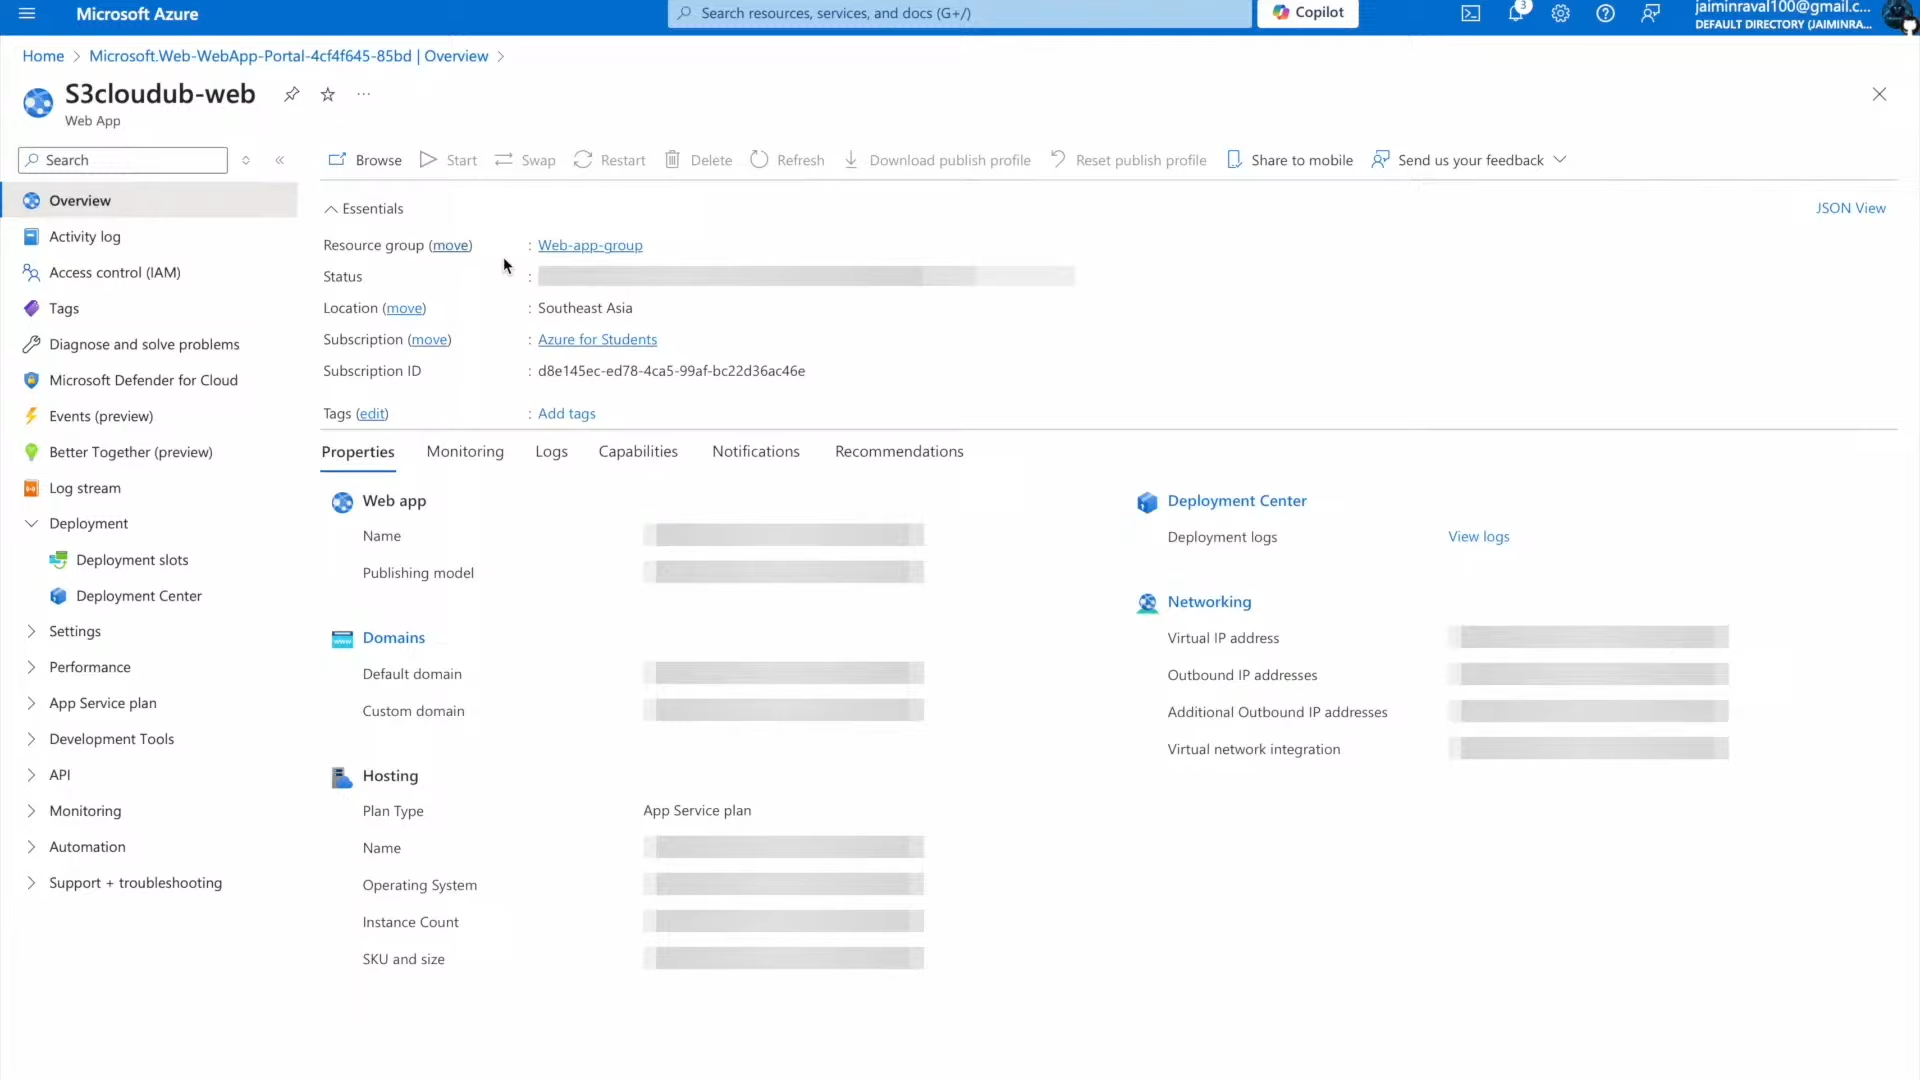 Microsoft Azure
Search resources, services, and docs (G+/)
Copilot
3
jaiminraval100@gmail.c...
DEFAULT DIRECTORY (JAIMINRA...
Home > Microsoft.Web-WebApp-Portal-4cf4f645-85bd | Overview >
S3cloudub-web
Web App
Search
Browse
Start
Swap
Restart
Delete
Refresh
Download publish profile
Reset publish profile
Share to mobile
Send us your feedback
Overview
Activity log
Access control (IAM)
Tags
Diagnose and solve problems
Microsoft Defender for Cloud
Events (preview)
Better Together (preview)
Log stream
Deployment
Deployment slots
Deployment Center
Settings
Performance
App Service plan
Development Tools
API
Monitoring
Automation
Support + troubleshooting
Essentials
JSON View
Resource group (move) : Web-app-group
Status :
Location (move) : Southeast Asia
Subscription (move) : Azure for Students
Subscription ID : d8e145ec-ed78-4ca5-99af-bc22d36ac46e
Tags (edit) : Add tags
Properties
Monitoring
Logs
Capabilities
Notifications
Recommendations
Web app
Name
Publishing model
Domains
Default domain
Custom domain
Hosting
Plan Type App Service plan
Name
Operating System
Instance Count
SKU and size
Deployment Center
Deployment logs View logs
Networking
Virtual IP address
Outbound IP addresses
Additional Outbound IP addresses
Virtual network integration